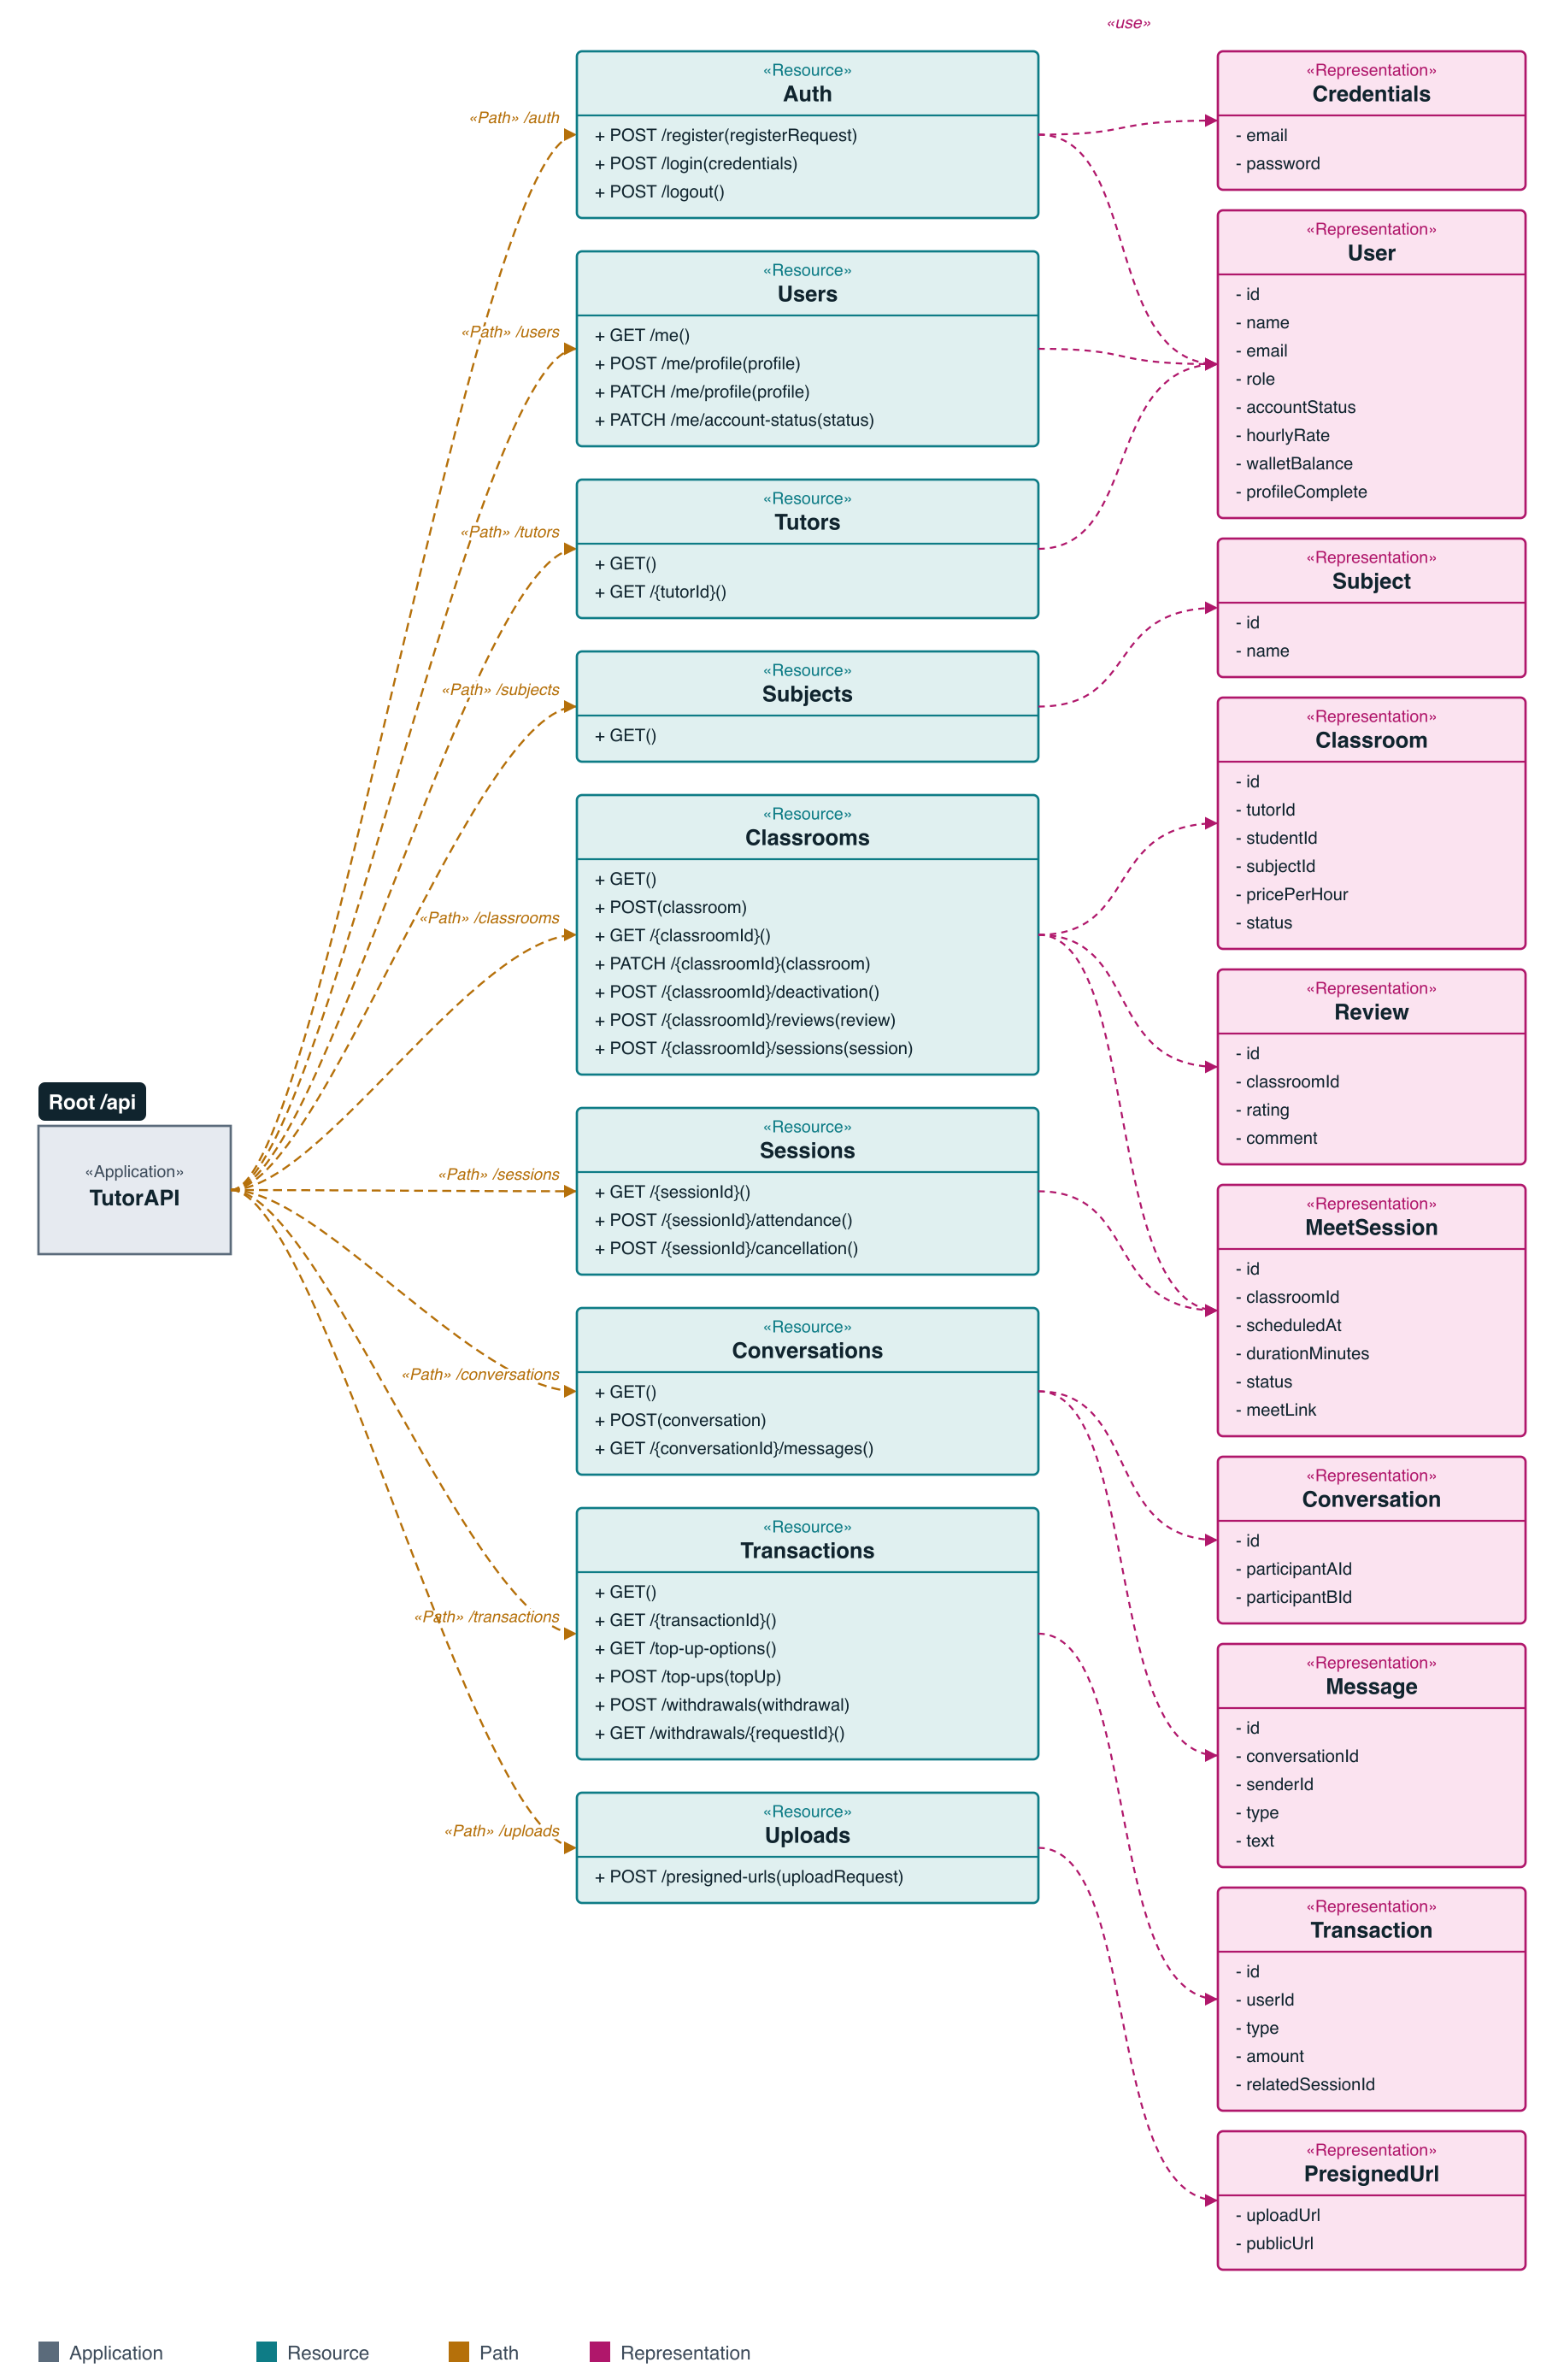 «use»
Root /api
«Application»
TutorAPI
«Path» /auth
«Path» /users
«Path» /tutors
«Path» /subjects
«Path» /classrooms
«Path» /sessions
«Path» /conversations
«Path» /transactions
«Path» /uploads
«Resource»
Auth
+ POST /register(registerRequest)
+ POST /login(credentials)
+ POST /logout()
«Resource»
Users
+ GET /me()
+ POST /me/profile(profile)
+ PATCH /me/profile(profile)
+ PATCH /me/account-status(status)
«Resource»
Tutors
+ GET()
+ GET /{tutorId}()
«Resource»
Subjects
+ GET()
«Resource»
Classrooms
+ GET()
+ POST(classroom)
+ GET /{classroomId}()
+ PATCH /{classroomId}(classroom)
+ POST /{classroomId}/deactivation()
+ POST /{classroomId}/reviews(review)
+ POST /{classroomId}/sessions(session)
«Resource»
Sessions
+ GET /{sessionId}()
+ POST /{sessionId}/attendance()
+ POST /{sessionId}/cancellation()
«Resource»
Conversations
+ GET()
+ POST(conversation)
+ GET /{conversationId}/messages()
«Resource»
Transactions
+ GET()
+ GET /{transactionId}()
+ GET /top-up-options()
+ POST /top-ups(topUp)
+ POST /withdrawals(withdrawal)
+ GET /withdrawals/{requestId}()
«Resource»
Uploads
+ POST /presigned-urls(uploadRequest)
«Representation»
Credentials
- email
- password
«Representation»
User
- id
- name
- email
- role
- accountStatus
- hourlyRate
- walletBalance
- profileComplete
«Representation»
Subject
- id
- name
«Representation»
Classroom
- id
- tutorId
- studentId
- subjectId
- pricePerHour
- status
«Representation»
Review
- id
- classroomId
- rating
- comment
«Representation»
MeetSession
- id
- classroomId
- scheduledAt
- durationMinutes
- status
- meetLink
«Representation»
Conversation
- id
- participantAId
- participantBId
«Representation»
Message
- id
- conversationId
- senderId
- type
- text
«Representation»
Transaction
- id
- userId
- type
- amount
- relatedSessionId
«Representation»
PresignedUrl
- uploadUrl
- publicUrl
Application
Resource
Path
Representation